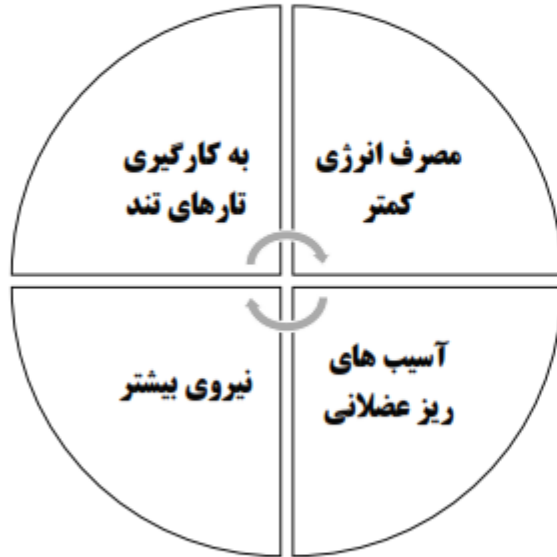 مصرف انرژی
کمتر
به کارگیری
تارهای تند
آسیب های
ریز عضلانی
نیروی بیشتر